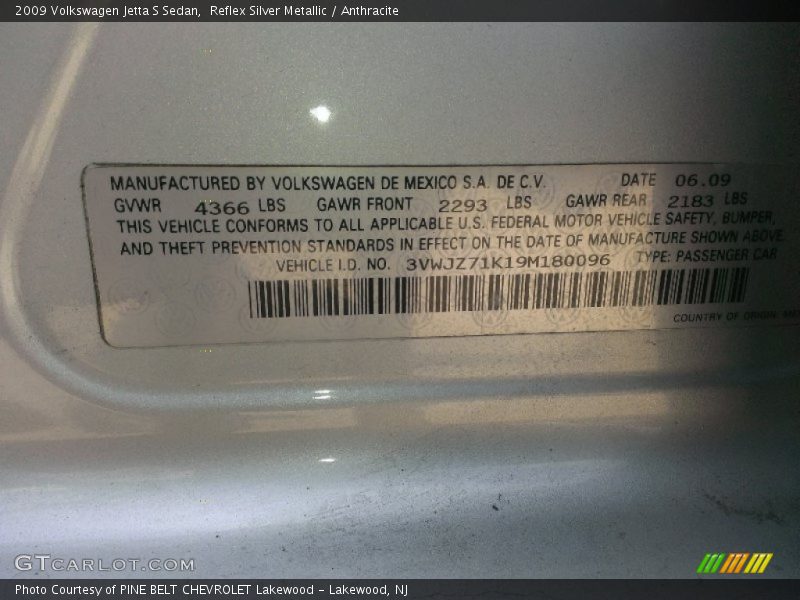 2009 Volkswagen Jetta S Sedan, Reflex Silver Metallic / Anthracite
MANUFACTURED BY VOLKSWAGEN DE MEXICO S.A. DE C.V. DATE 06.09
GVWR 4366 LBS GAWR FRONT 2293 LBS GAWR REAR 2183 LBS
THIS VEHICLE CONFORMS TO ALL APPLICABLE U.S. FEDERAL MOTOR VEHICLE SAFETY, BUMPER,
AND THEFT PREVENTION STANDARDS IN EFFECT ON THE DATE OF MANUFACTURE SHOWN ABOVE
VEHICLE I.D. NO. 3VWJZ71K19M180096 TYPE: PASSENGER CAR
COUNTRY OF ORIGIN:
GTCARLOT.COM
Photo Courtesy of PINE BELT CHEVROLET Lakewood - Lakewood, NJ